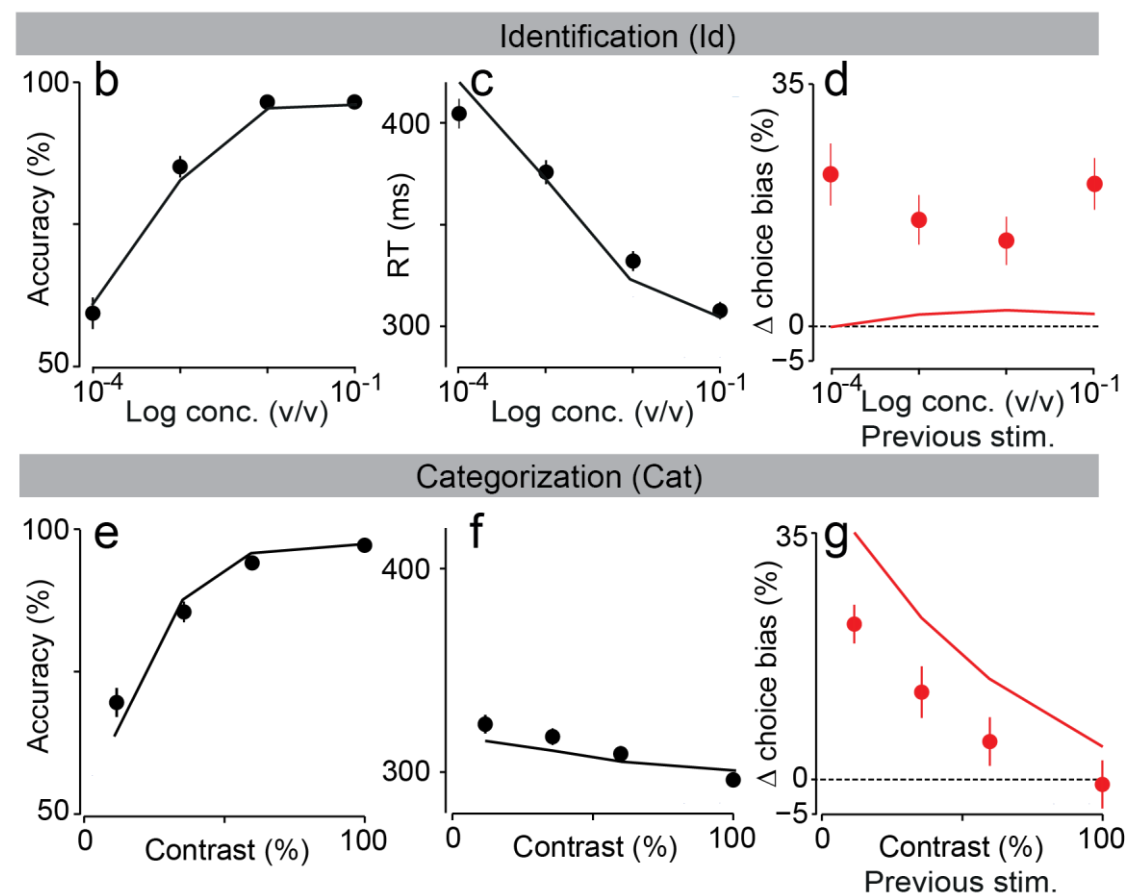 Identification (Id)
b
c
d
100
50
Accuracy (%)
10⁻⁴
10⁻¹
Log conc. (v/v)
400
300
RT (ms)
10⁻⁴
10⁻¹
Log conc. (v/v)
35
0
−5
Δ choice bias (%)
10⁻⁴
10⁻¹
Log conc. (v/v)
Previous stim.
Categorization (Cat)
e
f
g
100
50
Accuracy (%)
0
100
Contrast (%)
400
300
0
100
Contrast (%)
35
0
−5
Δ choice bias (%)
0
100
Contrast (%)
Previous stim.